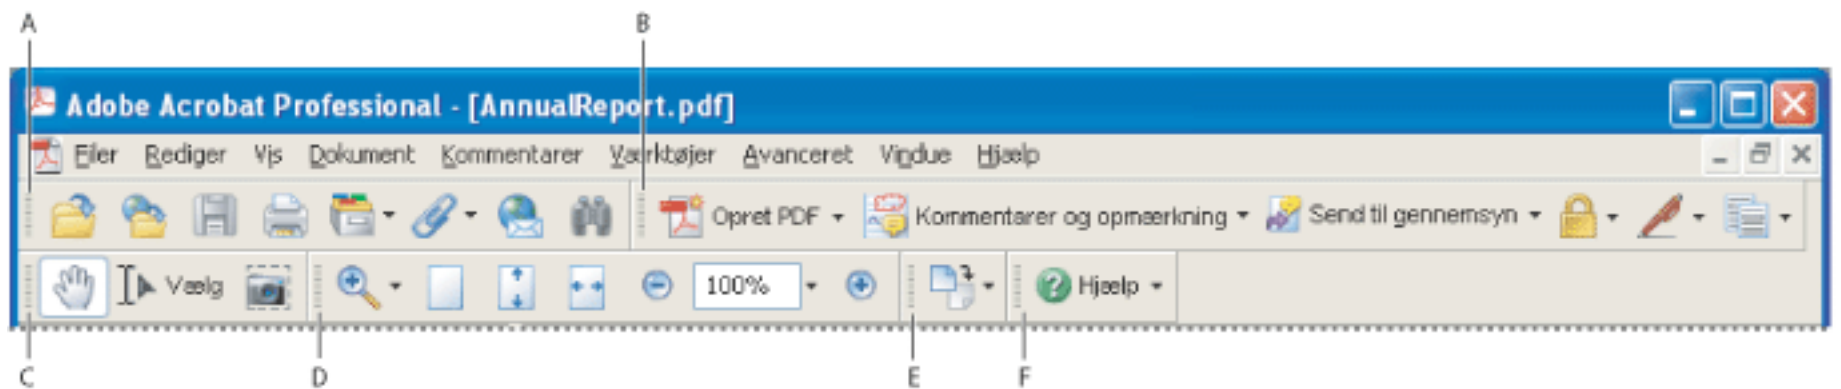 A B
Adobe Acrobat Professional - [AnnualReport.pdf]
Filer Rediger Vis Dokument Kommentarer Værktøjer Avanceret Vindue Hjælp
Opret PDF Kommentarer og opmærkning Send til gennemsyn
Vælg 100% Hjælp
C D E F